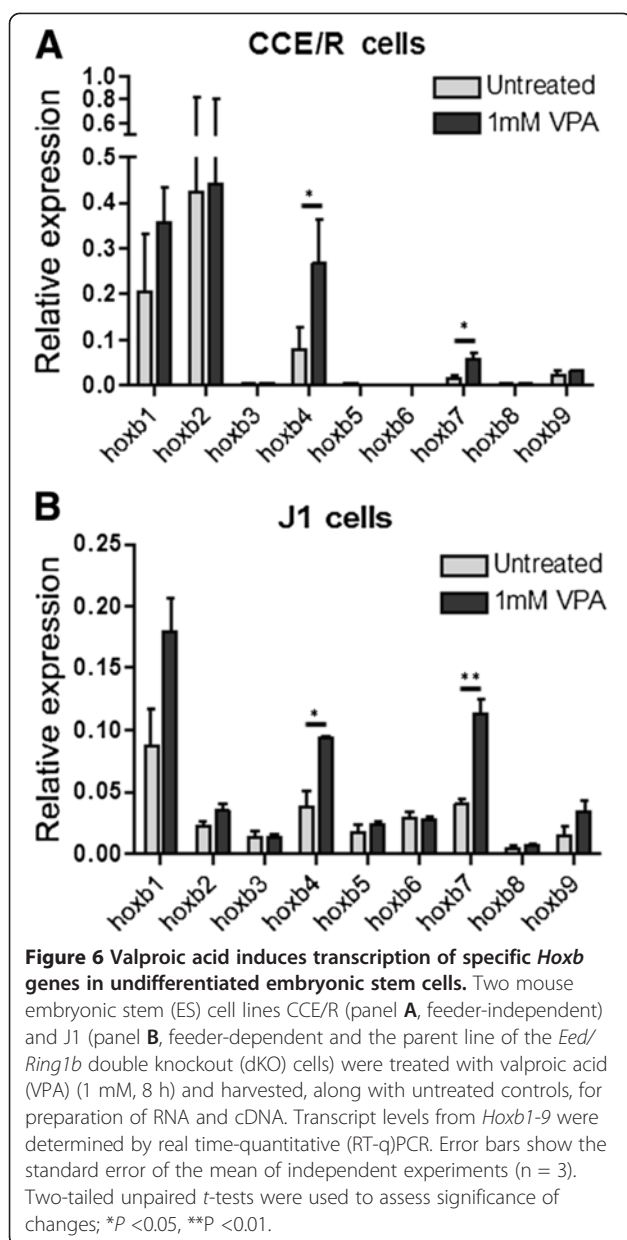 A
CCE/R cells
Untreated
1mM VPA
Relative expression
1.0
0.8
0.6
0.5
0.4
0.3
0.2
0.1
0.0
*
*
hoxb1
hoxb2
hoxb3
hoxb4
hoxb5
hoxb6
hoxb7
hoxb8
hoxb9
B
J1 cells
Untreated
1mM VPA
Relative expression
0.25
0.20
0.15
0.10
0.05
0.00
*
**
hoxb1
hoxb2
hoxb3
hoxb4
hoxb5
hoxb6
hoxb7
hoxb8
hoxb9
Figure 6 Valproic acid induces transcription of specific Hoxb
genes in undifferentiated embryonic stem cells. Two mouse
embryonic stem (ES) cell lines CCE/R (panel A, feeder-independent)
and J1 (panel B, feeder-dependent and the parent line of the Eed/
Ring1b double knockout (dKO) cells) were treated with valproic acid
(VPA) (1 mM, 8 h) and harvested, along with untreated controls, for
preparation of RNA and cDNA. Transcript levels from Hoxb1-9 were
determined by real time-quantitative (RT-q)PCR. Error bars show the
standard error of the mean of independent experiments (n = 3).
Two-tailed unpaired t-tests were used to assess significance of
changes; *P <0.05, **P <0.01.